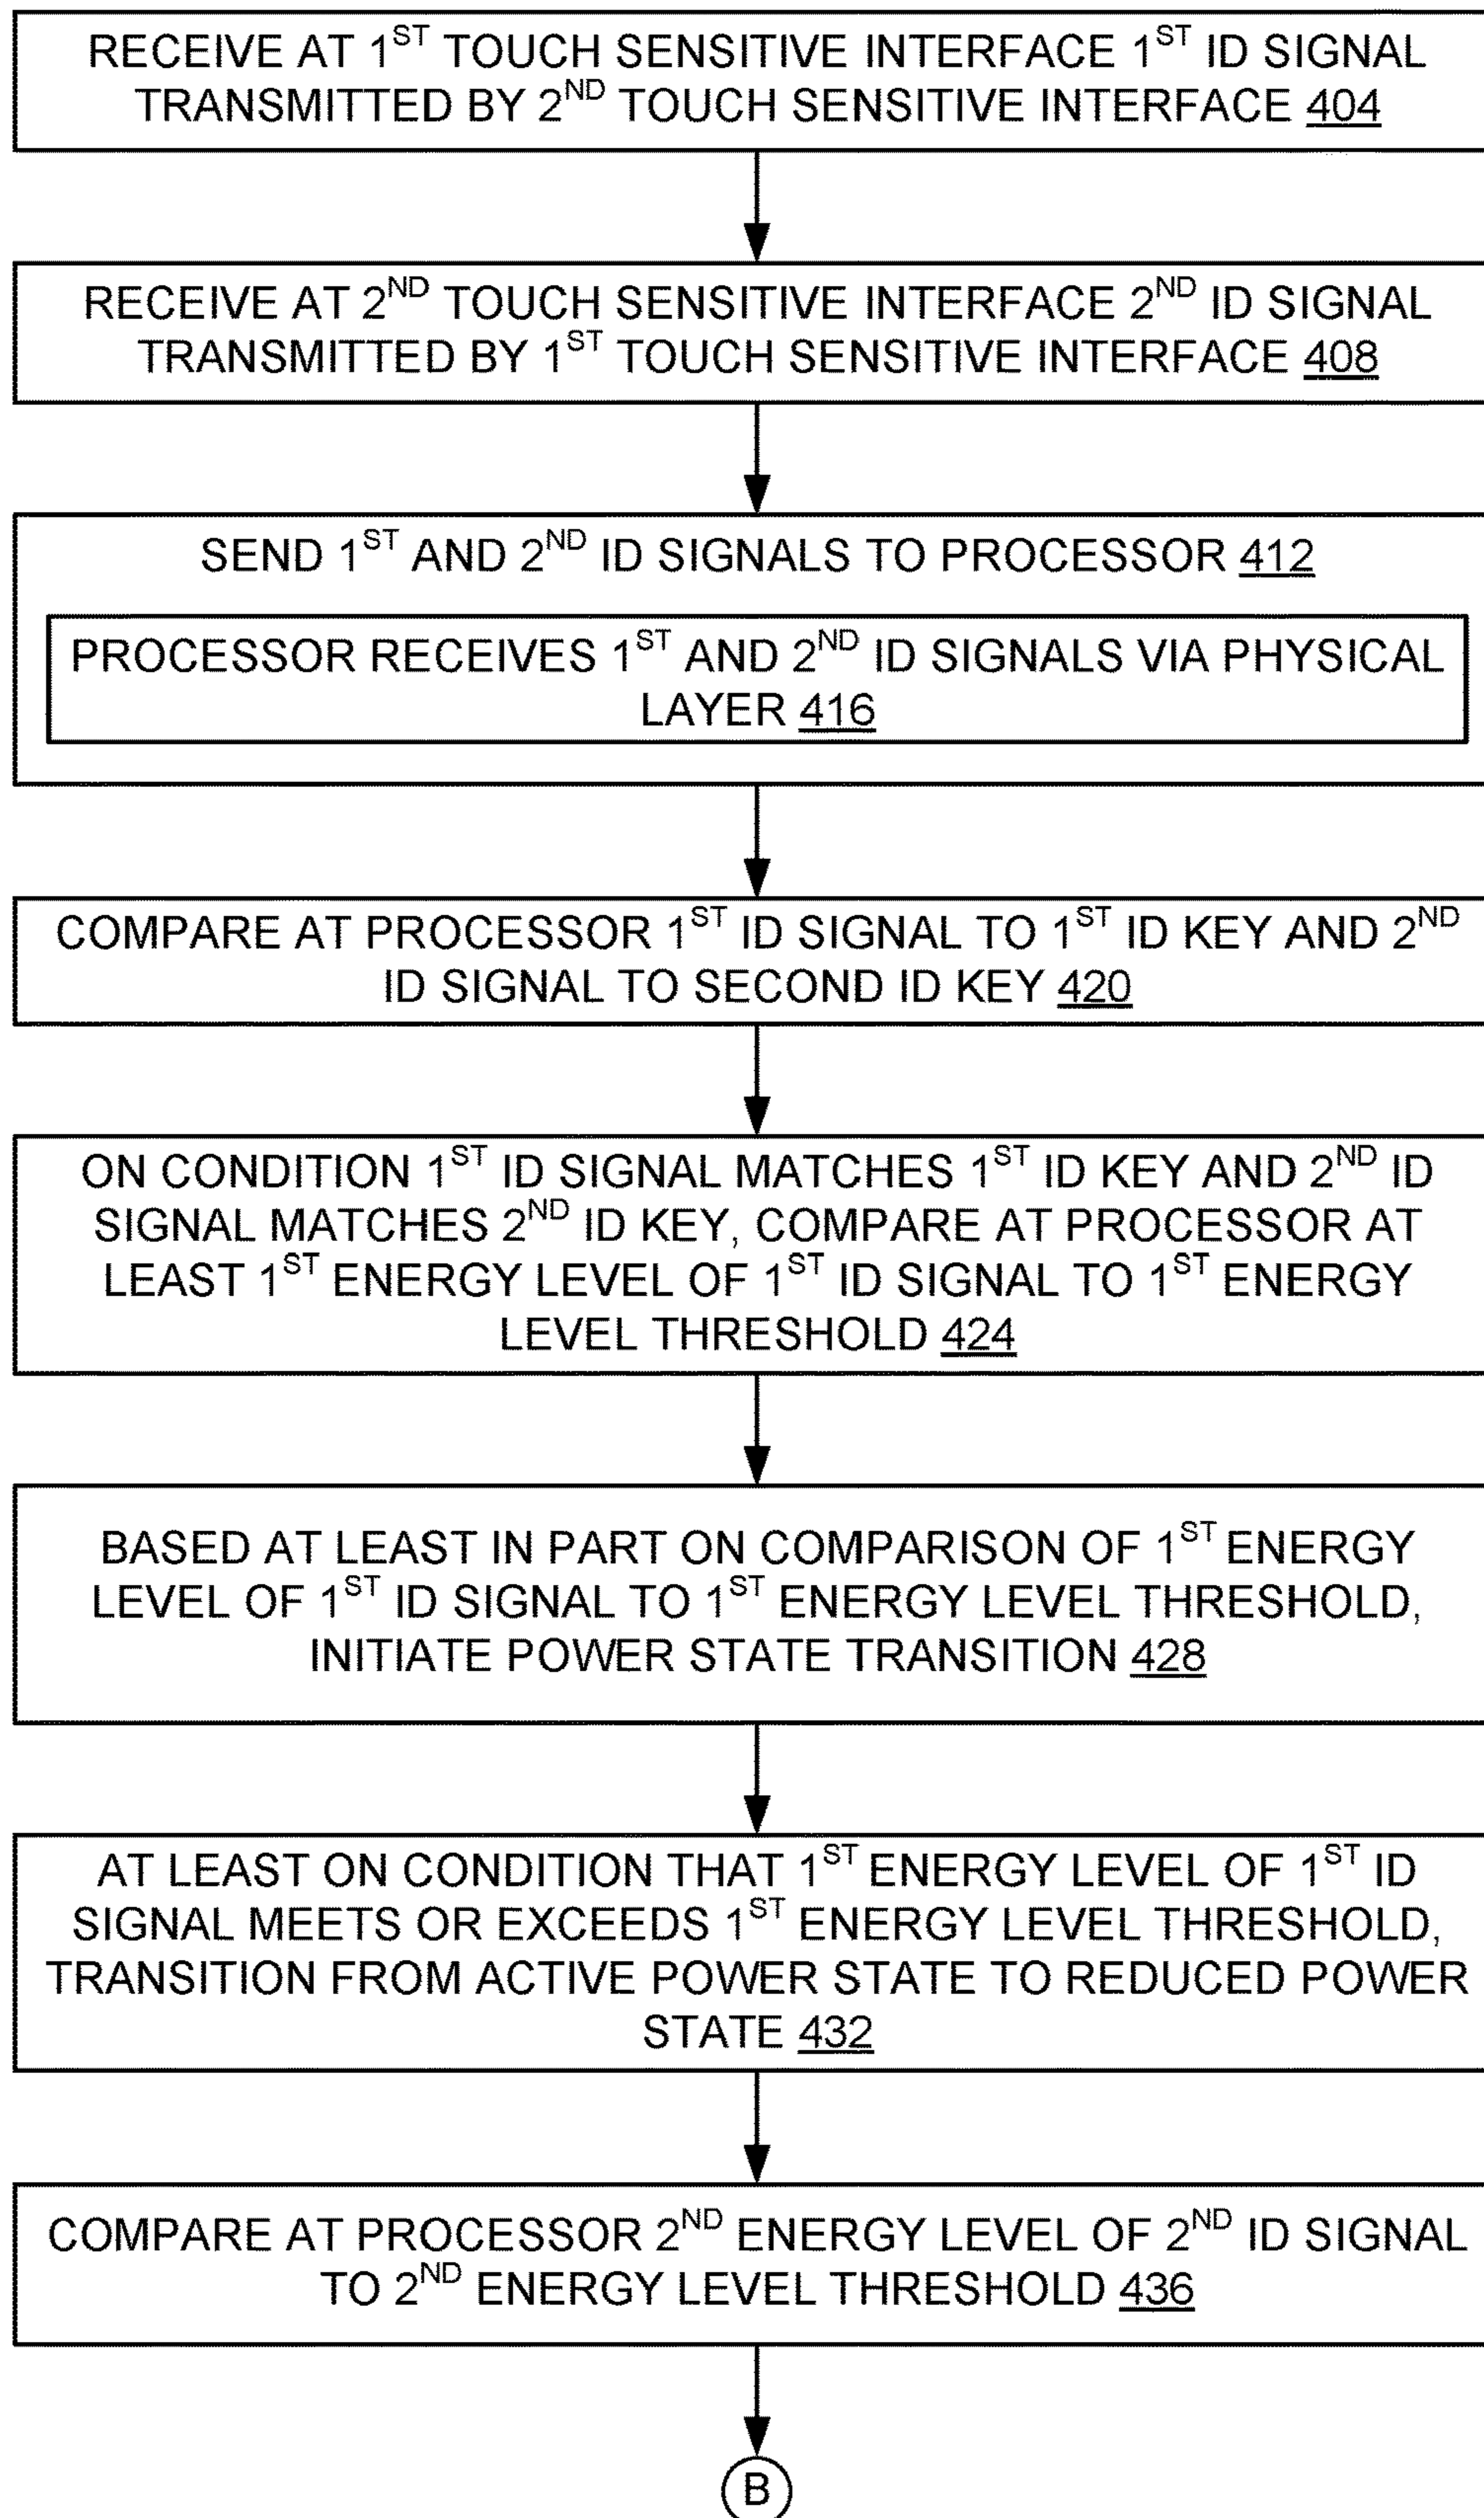 RECEIVE AT 1ST TOUCH SENSITIVE INTERFACE 1ST ID SIGNAL
TRANSMITTED BY 2ND TOUCH SENSITIVE INTERFACE 404
RECEIVE AT 2ND TOUCH SENSITIVE INTERFACE 2ND ID SIGNAL
TRANSMITTED BY 1ST TOUCH SENSITIVE INTERFACE 408
SEND 1ST AND 2ND ID SIGNALS TO PROCESSOR 412
PROCESSOR RECEIVES 1ST AND 2ND ID SIGNALS VIA PHYSICAL
LAYER 416
COMPARE AT PROCESSOR 1ST ID SIGNAL TO 1ST ID KEY AND 2ND
ID SIGNAL TO SECOND ID KEY 420
ON CONDITION 1ST ID SIGNAL MATCHES 1ST ID KEY AND 2ND ID
SIGNAL MATCHES 2ND ID KEY, COMPARE AT PROCESSOR AT
LEAST 1ST ENERGY LEVEL OF 1ST ID SIGNAL TO 1ST ENERGY
LEVEL THRESHOLD 424
BASED AT LEAST IN PART ON COMPARISON OF 1ST ENERGY
LEVEL OF 1ST ID SIGNAL TO 1ST ENERGY LEVEL THRESHOLD,
INITIATE POWER STATE TRANSITION 428
AT LEAST ON CONDITION THAT 1ST ENERGY LEVEL OF 1ST ID
SIGNAL MEETS OR EXCEEDS 1ST ENERGY LEVEL THRESHOLD,
TRANSITION FROM ACTIVE POWER STATE TO REDUCED POWER
STATE 432
COMPARE AT PROCESSOR 2ND ENERGY LEVEL OF 2ND ID SIGNAL
TO 2ND ENERGY LEVEL THRESHOLD 436
B